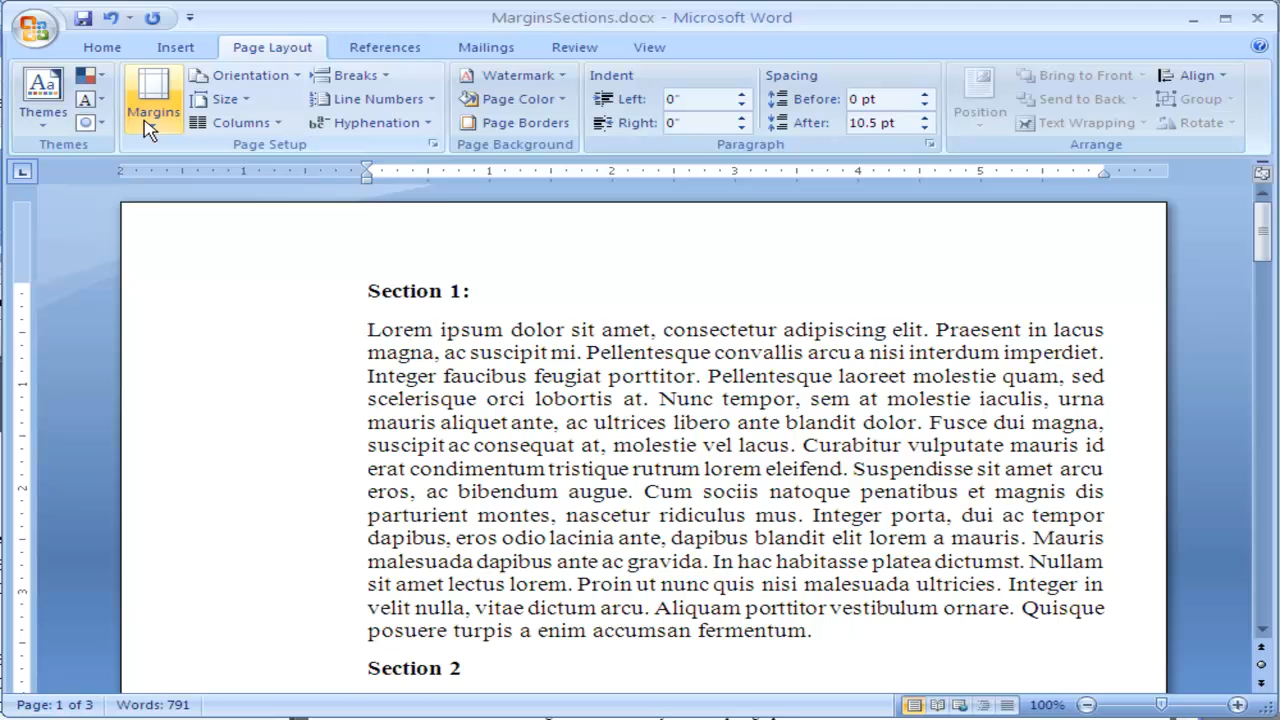 MarginsSections.docx - Microsoft Word
Home Insert Page Layout References Mailings Review View
Aa Themes Margins Orientation Breaks Watermark Indent Spacing Position Bring to Front Align
A Size Line Numbers Page Color Left: 0" Before: 0 pt Send to Back Group
Columns Hyphenation Page Borders Right: 0" After: 10.5 pt Text Wrapping Rotate
Themes Page Setup Page Background Paragraph Arrange
2 1 1 2 3 4 5
Section 1:
Lorem ipsum dolor sit amet, consectetur adipiscing elit. Praesent in lacus
magna, ac suscipit mi. Pellentesque convallis arcu a nisi interdum imperdiet.
Integer faucibus feugiat porttitor. Pellentesque laoreet molestie quam, sed
scelerisque orci lobortis at. Nunc tempor, sem at molestie iaculis, urna
mauris aliquet ante, ac ultrices libero ante blandit dolor. Fusce dui magna,
suscipit ac consequat at, molestie vel lacus. Curabitur vulputate mauris id
erat condimentum tristique rutrum lorem eleifend. Suspendisse sit amet arcu
eros, ac bibendum augue. Cum sociis natoque penatibus et magnis dis
parturient montes, nascetur ridiculus mus. Integer porta, dui ac tempor
dapibus, eros odio lacinia ante, dapibus blandit elit lorem a mauris. Mauris
malesuada dapibus ante ac gravida. In hac habitasse platea dictumst. Nullam
sit amet lectus lorem. Proin ut nunc quis nisi malesuada ultricies. Integer in
velit nulla, vitae dictum arcu. Aliquam porttitor vestibulum ornare. Quisque
posuere turpis a enim accumsan fermentum.
Section 2
1
2
3
Page: 1 of 3 Words: 791 100%